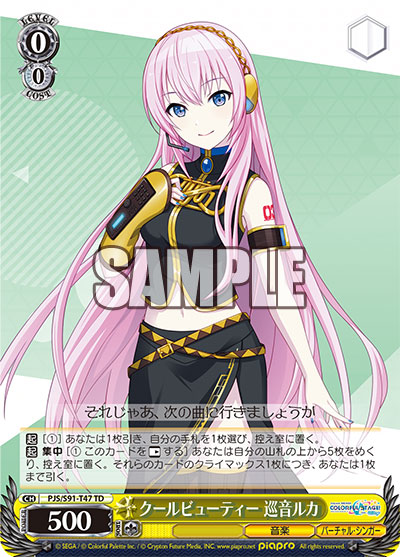 LEVEL
0
0
COST
03
SAMPLE
それじゃあ、次の曲に行きましょうか
起 [①] あなたは1枚引き、自分の手札を1枚選び、控え室に置く。
起 【集中】 [① このカードを する] あなたは自分の山札の上から5枚をめくり、控え室に置く。それらのカードのクライマックス1枚につき、あなたは1枚引く。
CH PJS/S91-T47 TD
500
クールビューティー 巡音ルカ
音楽
バーチャル・シンガー
COLORFUL STAGE!
© SEGA / © Colorful Palette Inc. / © Crypton Future Media, INC. www.piapro.net piapro